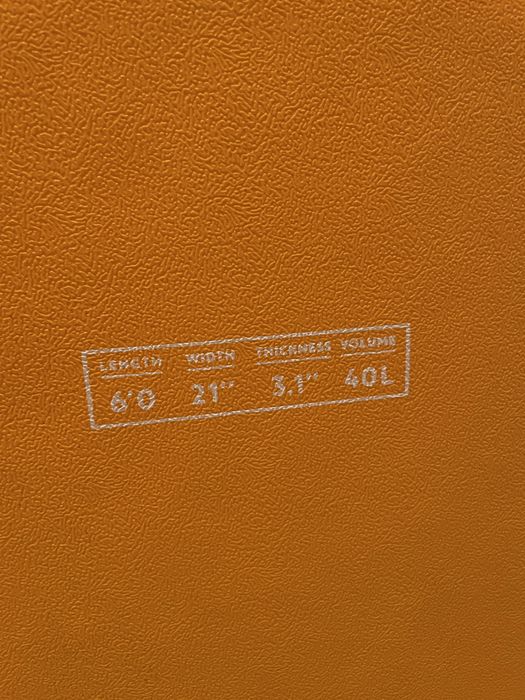 LENGTH WIDTH THICKNESS VOLUME
6'0 21'' 3.1'' 40L